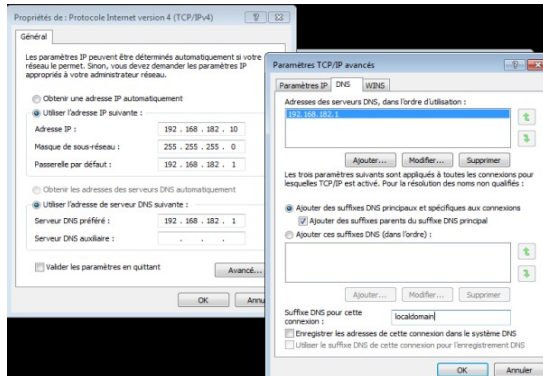 Propriétés de : Protocole Internet version 4 (TCP/IPv4)
Général
Les paramètres IP peuvent être déterminés automatiquement si votre
réseau le permet. Sinon, vous devez demander les paramètres IP
appropriés à votre administrateur réseau.
Obtenir une adresse IP automatiquement
Utiliser l'adresse IP suivante :
Adresse IP : 192 . 168 . 182 . 10
Masque de sous-réseau : 255 . 255 . 255 . 0
Passerelle par défaut : 192 . 168 . 182 . 1
Obtenir les adresses des serveurs DNS automatiquement
Utiliser l'adresse de serveur DNS suivante :
Serveur DNS préféré : 192 . 168 . 182 . 1
Serveur DNS auxiliaire : . . .
Valider les paramètres en quittant
Avancé...
OK Annu
Paramètres TCP/IP avancés
Paramètres IP DNS WINS
Adresses des serveurs DNS, dans l'ordre d'utilisation :
192.168.182.1
Ajouter... Modifier... Supprimer
Les trois paramètres suivants sont appliqués à toutes les connexions pour
lesquelles TCP/IP est activé. Pour la résolution des noms non qualifiés :
Ajouter des suffixes DNS principaux et spécifiques aux connexions
Ajouter des suffixes parents du suffixe DNS principal
Ajouter ces suffixes DNS (dans l'ordre) :
Ajouter... Modifier... Supprimer
Suffixe DNS pour cette
connexion : localdomain
Enregistrer les adresses de cette connexion dans le système DNS
Utiliser le suffixe DNS de cette connexion pour l'enregistrement DNS
OK Annuler